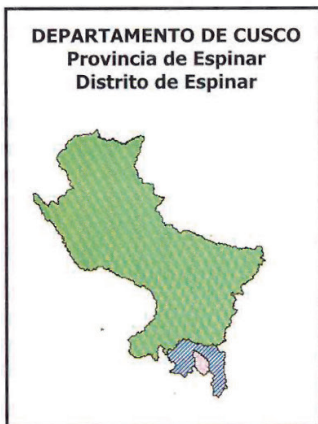 DEPARTAMENTO DE CUSCO
Provincia de Espinar
Distrito de Espinar